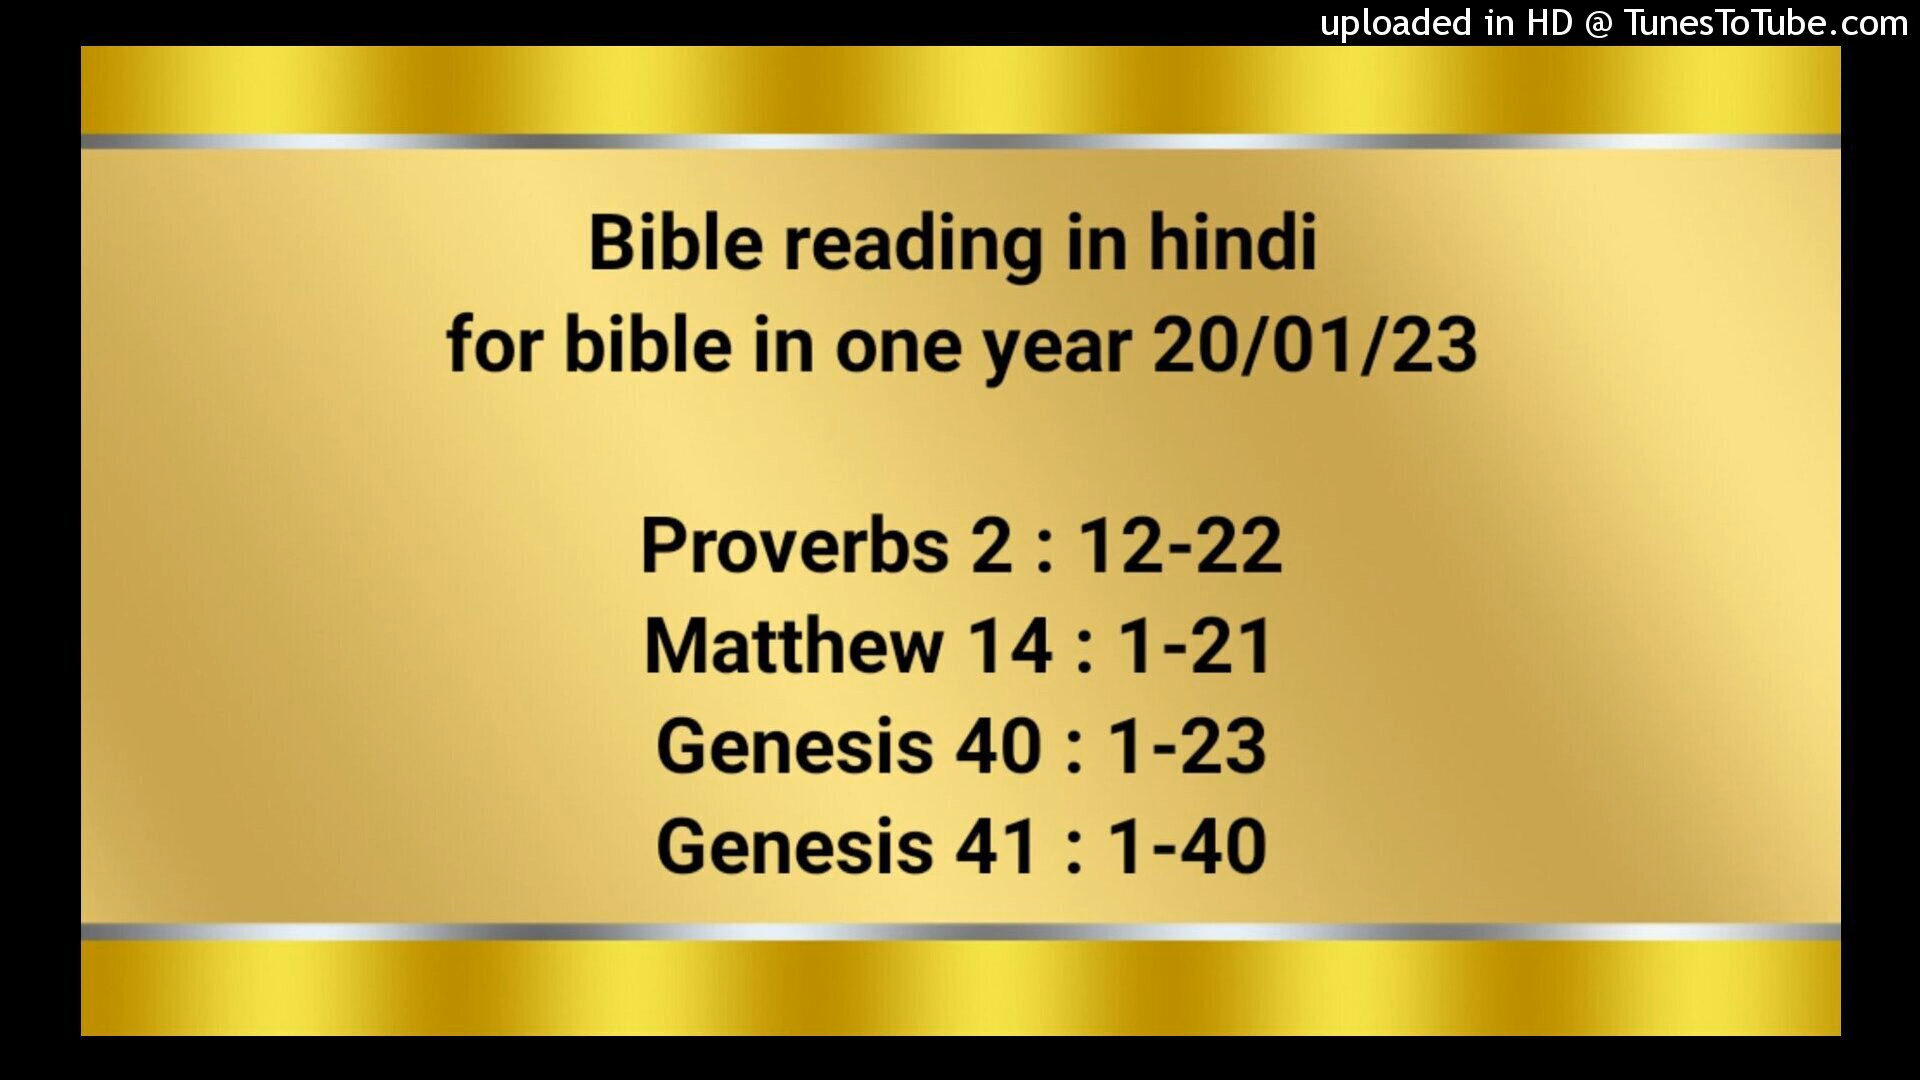 uploaded in HD @ TunesToTube.com
Bible reading in hindi
for bible in one year 20/01/23
Proverbs 2 : 12-22
Matthew 14 : 1-21
Genesis 40 : 1-23
Genesis 41 : 1-40